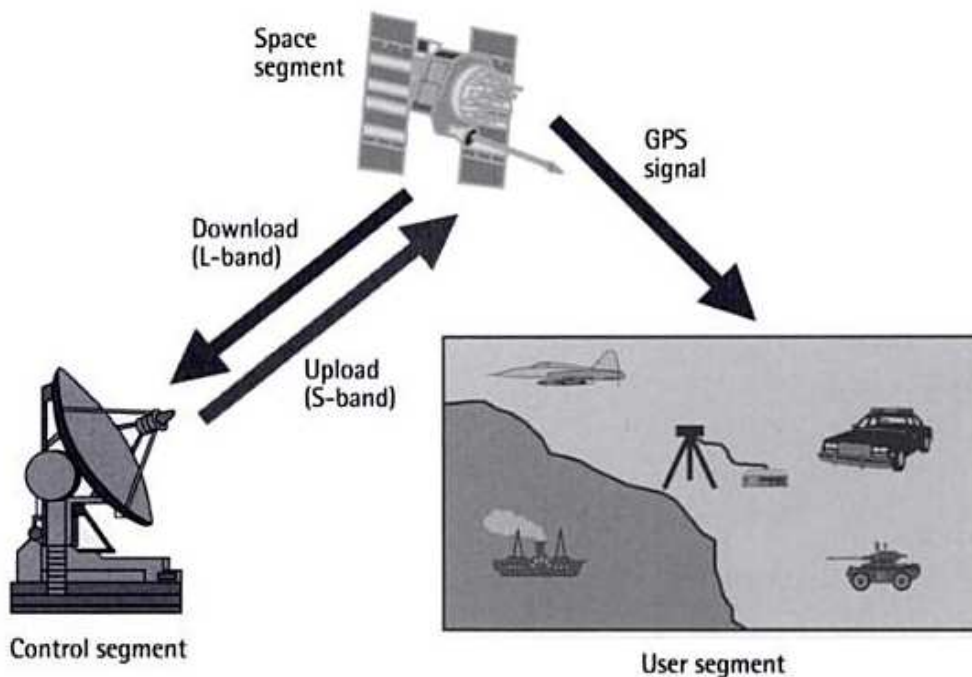 Space
segment
GPS
signal
Download
(L-band)
Upload
(S-band)
Control segment
User segment